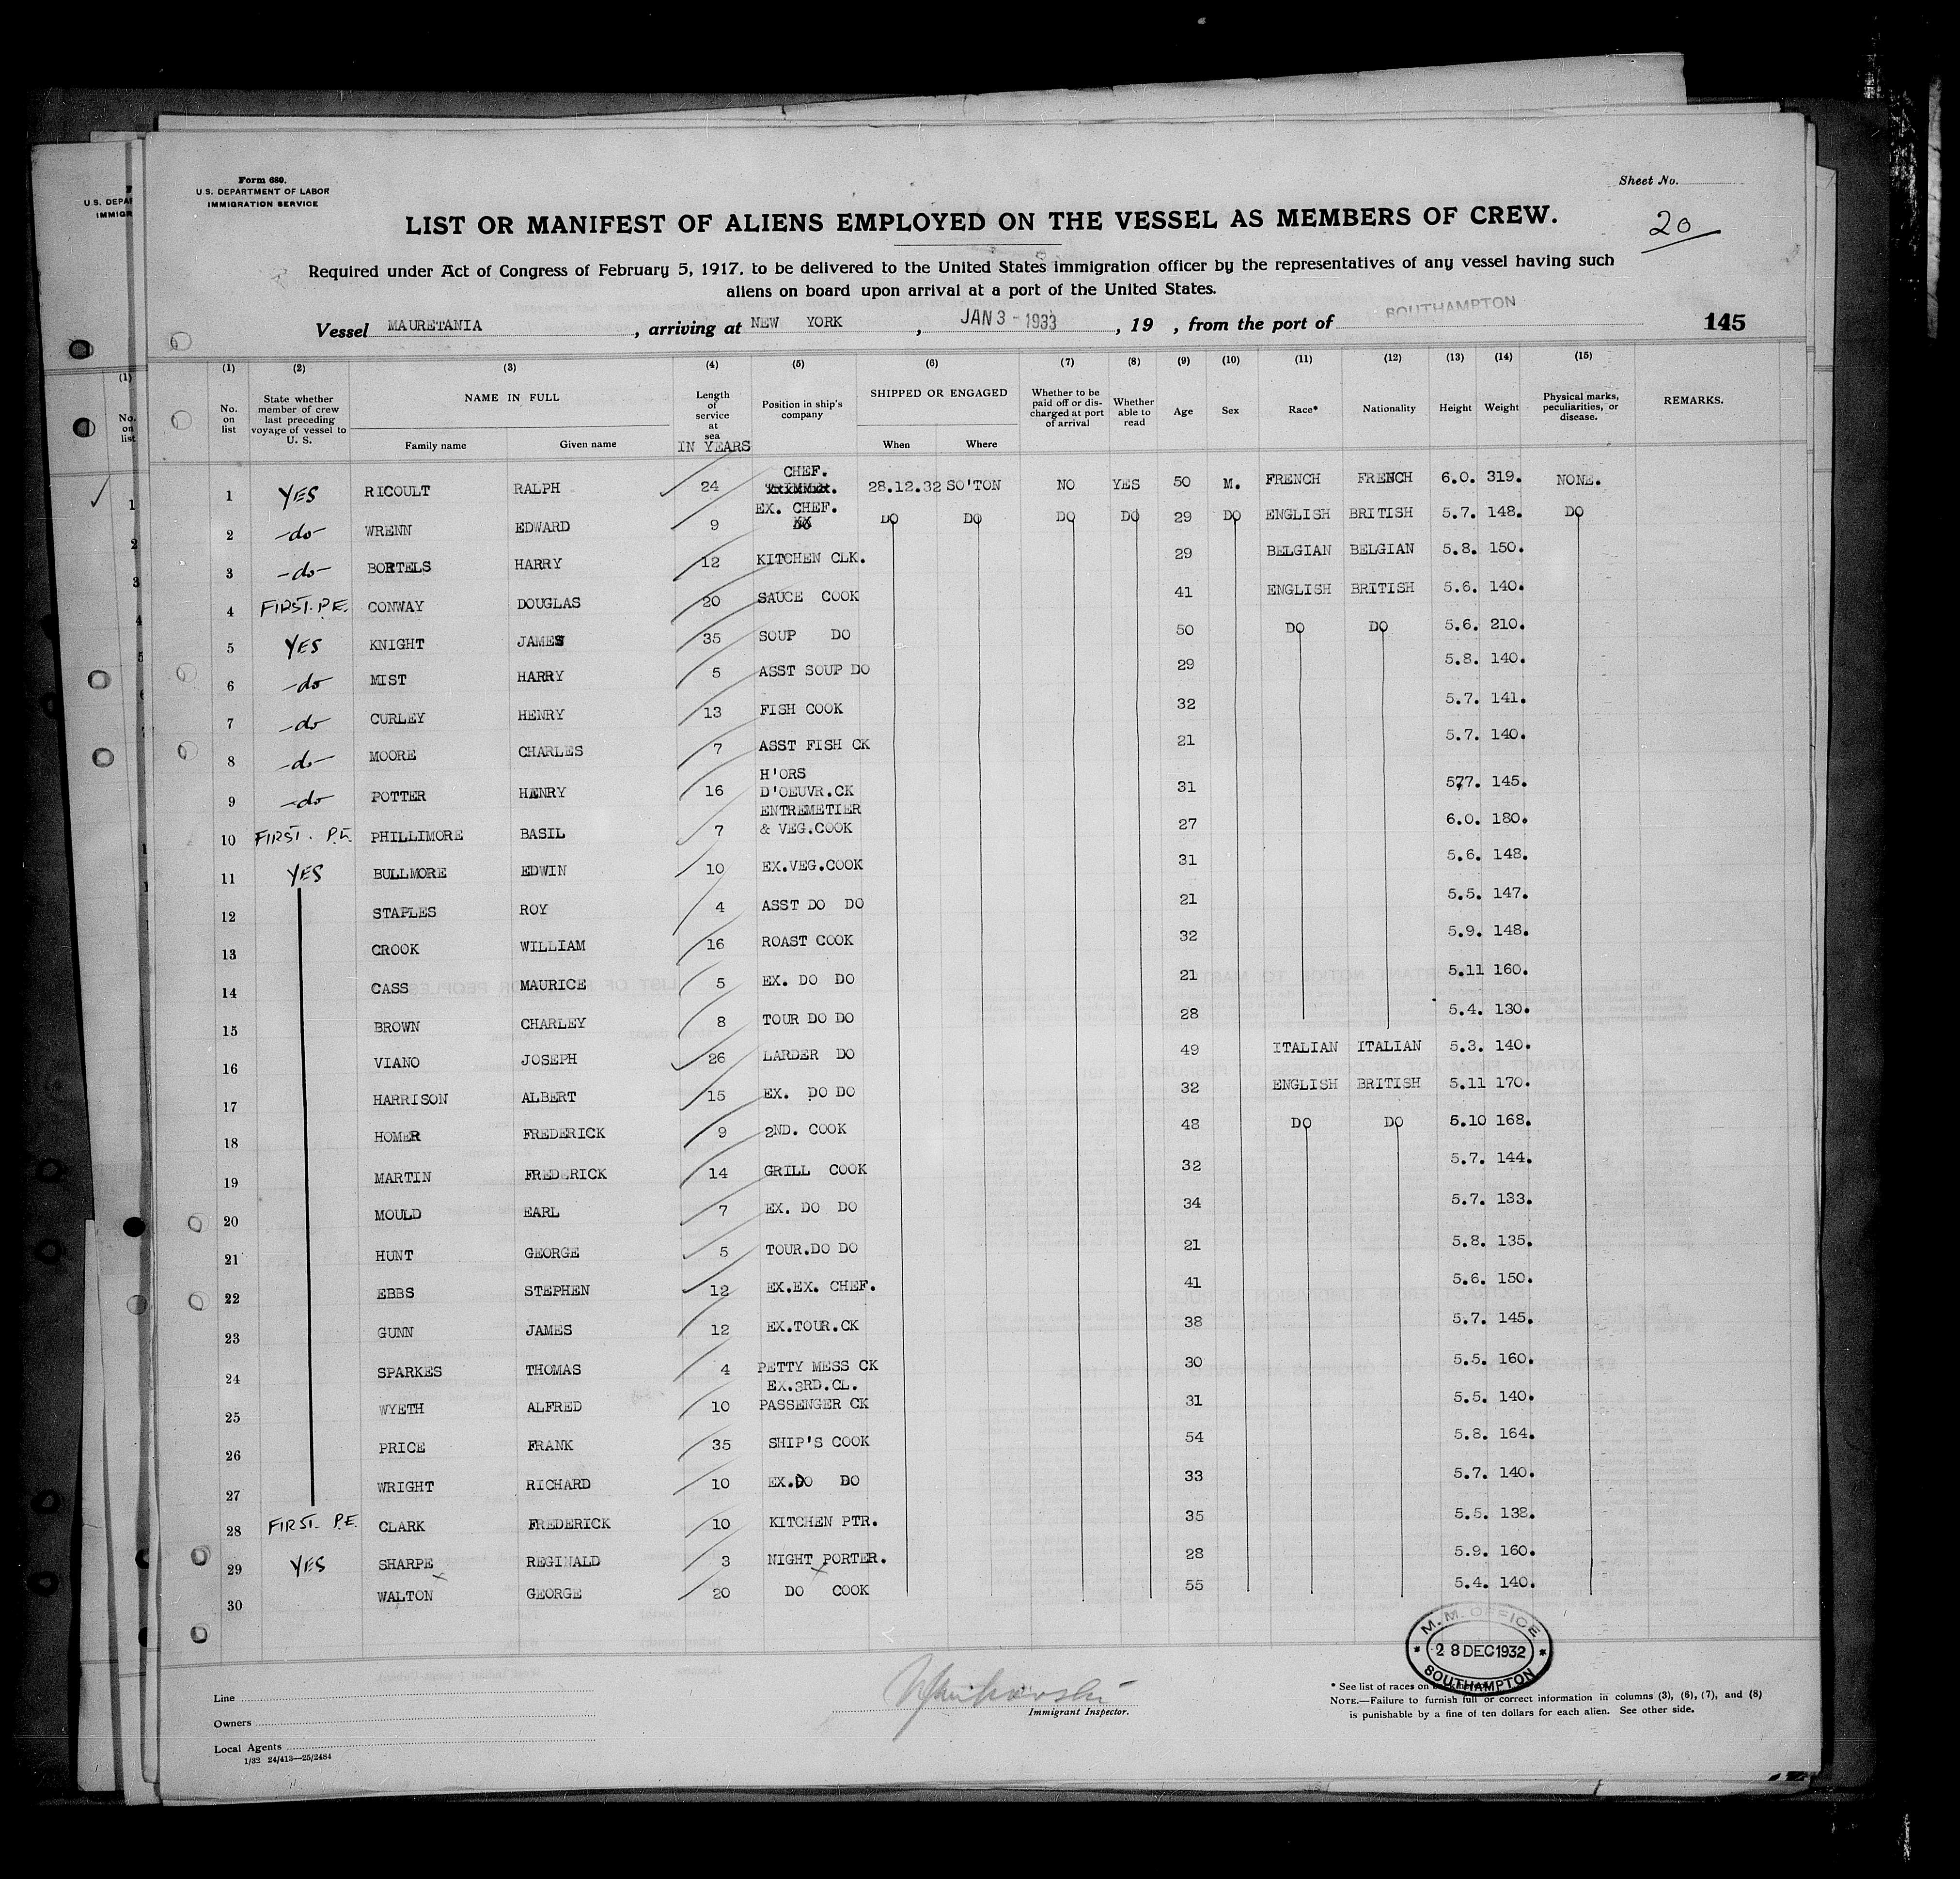 Form 680.
U.S. DEPARTMENT OF LABOR
IMMIGRATION SERVICE
Sheet No.
20
LIST OR MANIFEST OF ALIENS EMPLOYED ON THE VESSEL AS MEMBERS OF CREW.
Required under Act of Congress of February 5, 1917, to be delivered to the United States immigration officer by the representatives of any vessel having such
aliens on board upon arrival at a port of the United States.
Vessel MAURETANIA, arriving at NEW YORK, JAN 3 - 1933, 19 , from the port of SOUTHAMPTON 145
(1) (2) (3) (4) (5) (6) (7) (8) (9) (10) (11) (12) (13) (14) (15)
No. on list
State whether member of crew last preceding voyage of vessel to U. S.
NAME IN FULL
Family name Given name
Length of service at sea IN YEARS
Position in ship's company
SHIPPED OR ENGAGED
When Where
Whether to be paid off or discharged at port of arrival
Whether able to read
Age Sex Race* Nationality Height Weight
Physical marks, peculiarities, or disease.
REMARKS.
1 YES RICOULT RALPH 24 CHEF. 28.12.32 SO'TON NO YES 50 M. FRENCH FRENCH 6.0. 319. NONE.
2 -do- WRENN EDWARD 9 EX. CHEF. DO DO DO DO 29 DO ENGLISH BRITISH 5.7. 148. DO
3 -do- BORTELS HARRY 12 KITCHEN CLK. 29 BELGIAN BELGIAN 5.8. 150.
4 FIRST. P.E. CONWAY DOUGLAS 20 SAUCE COOK 41 ENGLISH BRITISH 5.6. 140.
5 YES KNIGHT JAMES 35 SOUP DO 50 DO DO 5.6. 210.
6 -do MIST HARRY 5 ASST SOUP DO 29 5.8. 140.
7 -do CURLEY HENRY 13 FISH COOK 32 5.7. 141.
8 -do- MOORE CHARLES 7 ASST FISH CK 21 5.7. 140.
9 -do POTTER HENRY 16 H'ORS D'OEUVR.CK 31 577. 145.
10 FIRST. P.E. PHILLIMORE BASIL 7 ENTREMETIER & VEG.COOK 27 6.0. 180.
11 YES BULLMORE EDWIN 10 EX.VEG.COOK 31 5.6. 148.
12 STAPLES ROY 4 ASST DO DO 21 5.5. 147.
13 CROOK WILLIAM 16 ROAST COOK 32 5.9. 148.
14 CASS MAURICE 5 EX. DO DO 21 5.11 160.
15 BROWN CHARLEY 8 TOUR DO DO 28 5.4. 130.
16 VIANO JOSEPH 26 LARDER DO 49 ITALIAN ITALIAN 5.3. 140.
17 HARRISON ALBERT 15 EX. DO DO 32 ENGLISH BRITISH 5.11 170.
18 HOMER FREDERICK 9 2ND. COOK 48 DO DO 5.10 168.
19 MARTIN FREDERICK 14 GRILL COOK 32 5.7. 144.
20 MOULD EARL 7 EX. DO DO 34 5.7. 133.
21 HUNT GEORGE 5 TOUR.DO DO 21 5.8. 135.
22 EBBS STEPHEN 12 EX.EX. CHEF. 41 5.6. 150.
23 GUNN JAMES 12 EX.TOUR.CK 38 5.7. 145.
24 SPARKES THOMAS 4 PETTY MESS CK 30 5.5. 160.
25 WYETH ALFRED 10 EX.3RD.CL. PASSENGER CK 31 5.5. 140.
26 PRICE FRANK 35 SHIP'S COOK 54 5.8. 164.
27 WRIGHT RICHARD 10 EX.DO DO 33 5.7. 140.
28 FIRST. P.E. CLARK FREDERICK 10 KITCHEN PTR. 35 5.5. 138.
29 YES SHARPE REGINALD 3 NIGHT PORTER. 28 5.9. 160.
30 WALTON GEORGE 20 DO COOK 55 5.4. 140.
M.M. OFFICE
28 DEC 1932
SOUTHAMPTON
Line
Owners
Local Agents
1/32 24/413—25/2484
Immigrant Inspector.
* See list of races on
NOTE.—Failure to furnish full or correct information in columns (3), (6), (7), and (8)
is punishable by a fine of ten dollars for each alien. See other side.